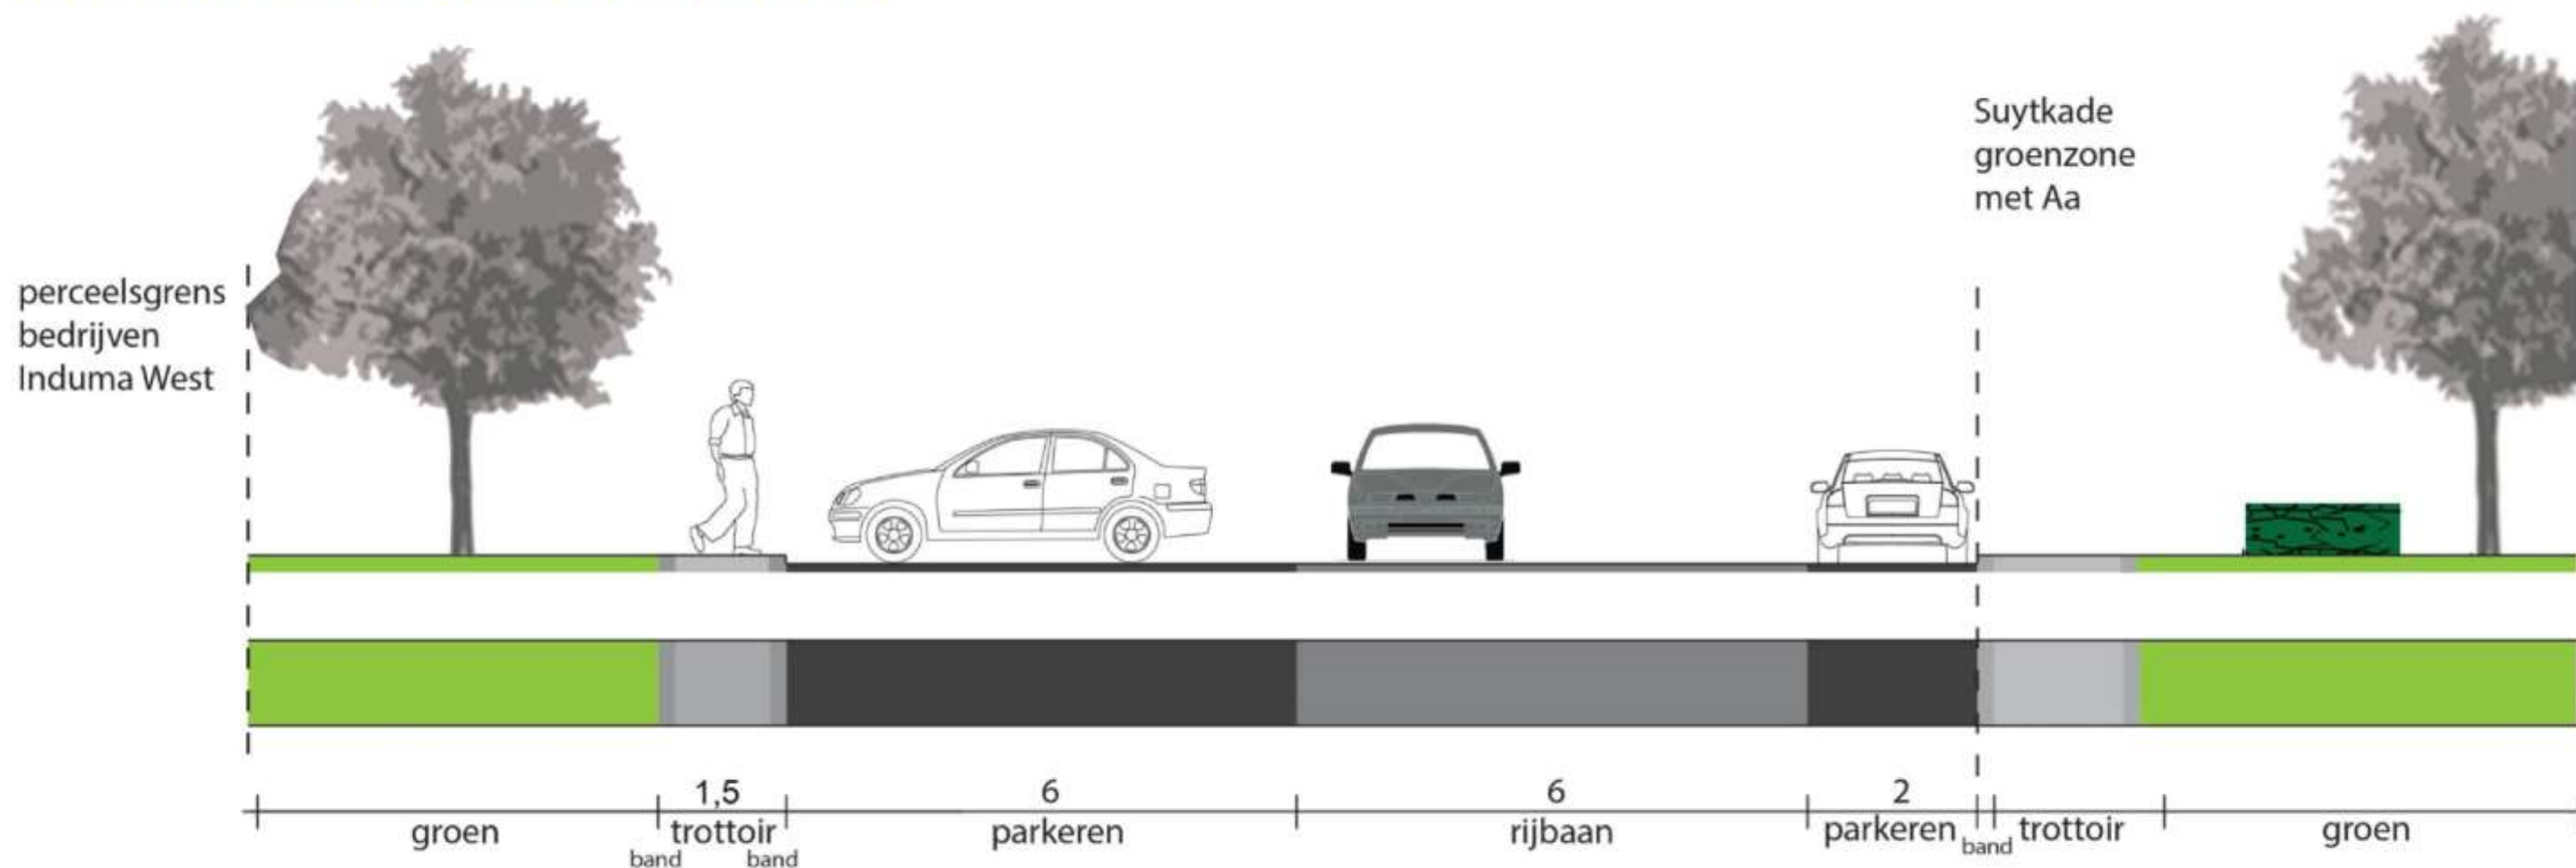 Suytkade
groenzone
met Aa
perceelsgrens
bedrijven
Induma West
1,5 6 6 2
groen trottoir parkeren rijbaan parkeren trottoir groen
band band band